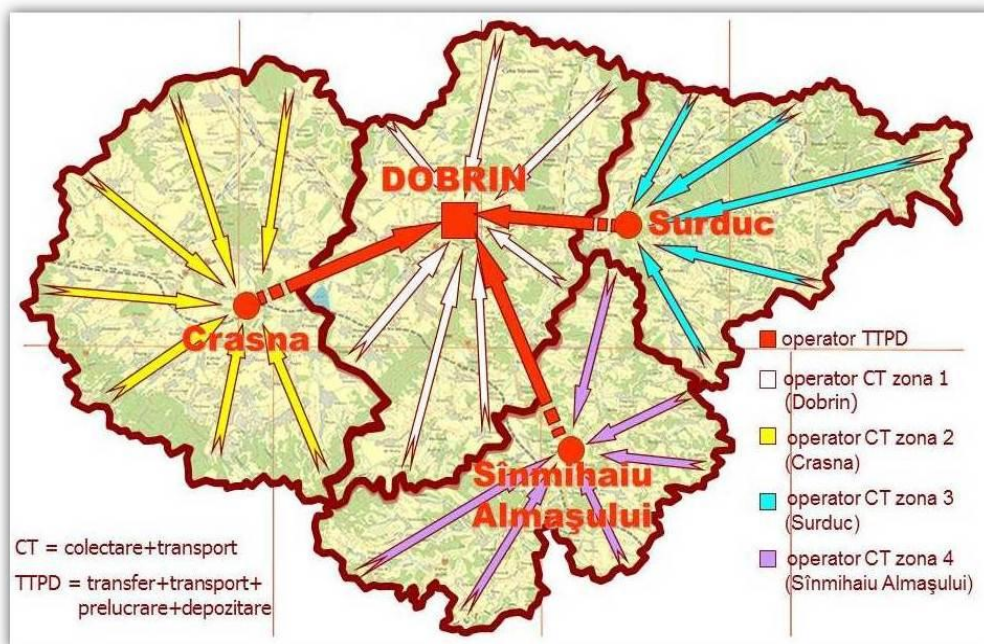 DOBRIN
Surduc
Crasna
Sînmihaiu
Almaşului
operator TTPD
operator CT zona 1
(Dobrin)
operator CT zona 2
(Crasna)
operator CT zona 3
(Surduc)
operator CT zona 4
(Sînmihaiu Almaşului)
CT = colectare+transport
TTPD = transfer+transport+
prelucrare+depozitare